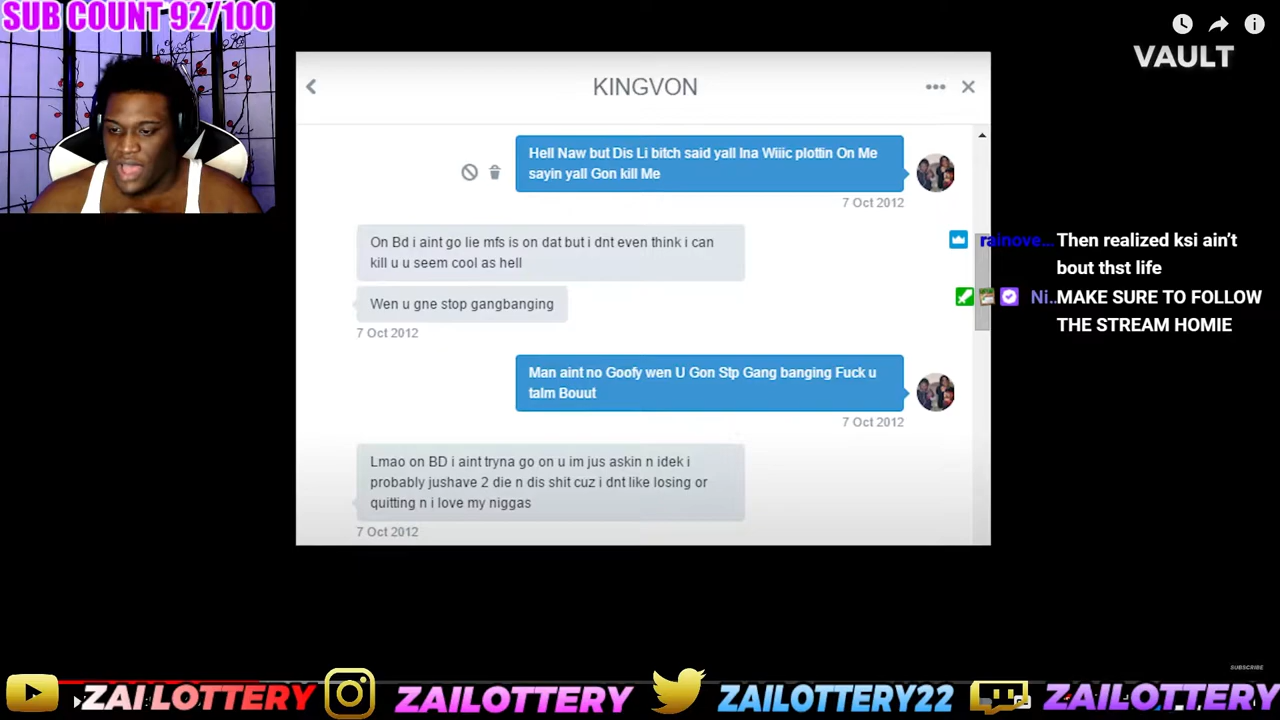 SUB COUNT 92/100
VAULT
KINGVON
Hell Naw but Dis Li bitch said yall Ina Wiiic plottin On Me
sayin yall Gon kill Me
7 Oct 2012
On Bd i aint go lie mfs is on dat but i dnt even think i can
kill u u seem cool as hell
Wen u gne stop gangbanging
7 Oct 2012
Man aint no Goofy wen U Gon Stp Gang banging Fuck u
talm Bouut
7 Oct 2012
Lmao on BD i aint tryna go on u im jus askin n idek i
probably jushave 2 die n dis shit cuz i dnt like losing or
quitting n i love my niggas
7 Oct 2012
rainove... Then realized ksi ain't
bout thst life
Ni.. MAKE SURE TO FOLLOW
THE STREAM HOMIE
SUBSCRIBE
ZAI LOTTERY ZAILOTTERY ZAILOTTERY22 ZAILOTTERY